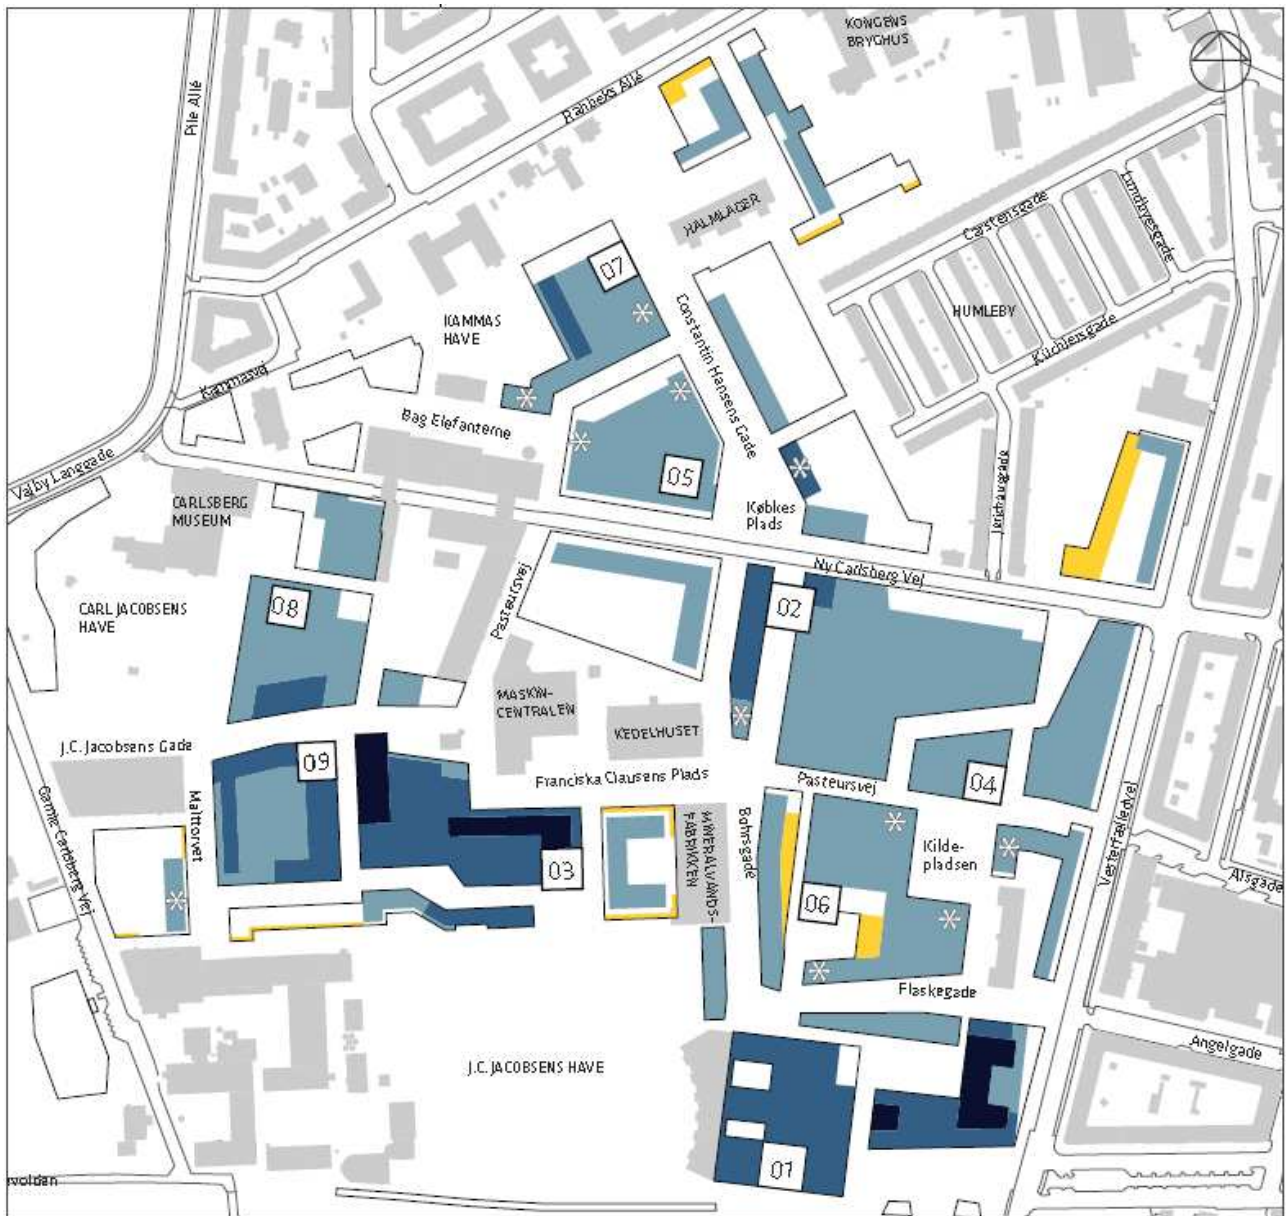 KONGENS
BRYGHUS
Pile Allé
Rahbeks Allé
HALMLAGER
Carstensgade
Lundbyesgade
07
KAMMAS
HAVE
HUMLEBY
Küchlersgade
Constantin Hansens Gade
Kammasvej
Bag Elefanterne
Valby Langgade
05
CARLSBERG
MUSEUM
Købkes
Plads
Jerichausgade
Ny Carlsberg Vej
Pasteursvej
CARL JACOBSENS
HAVE
08
02
MASKIN-
CENTRALEN
KEDELHUSET
J.C. Jacobsens Gade
09
Franciska Clausens Plads
Pasteursvej
04
Gamle Carlsberg Vej
Malttorvet
03
MINERALVANDS-
FABRIKKEN
Bohrsgade
Kilde-
pladsen
Vesterfælledvej
Alsgade
06
Flaskegade
Angelgade
J.C. JACOBSENS HAVE
01
evolden